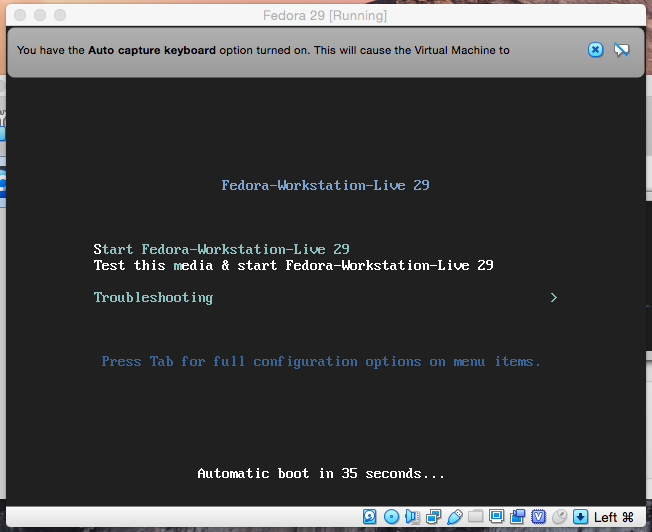 Fedora 29 [Running]
You have the Auto capture keyboard option turned on. This will cause the Virtual Machine to
Fedora-Workstation-Live 29
Start Fedora-Workstation-Live 29
Test this media & start Fedora-Workstation-Live 29
Troubleshooting >
Press Tab for full configuration options on menu items.
Automatic boot in 35 seconds...
Left ⌘